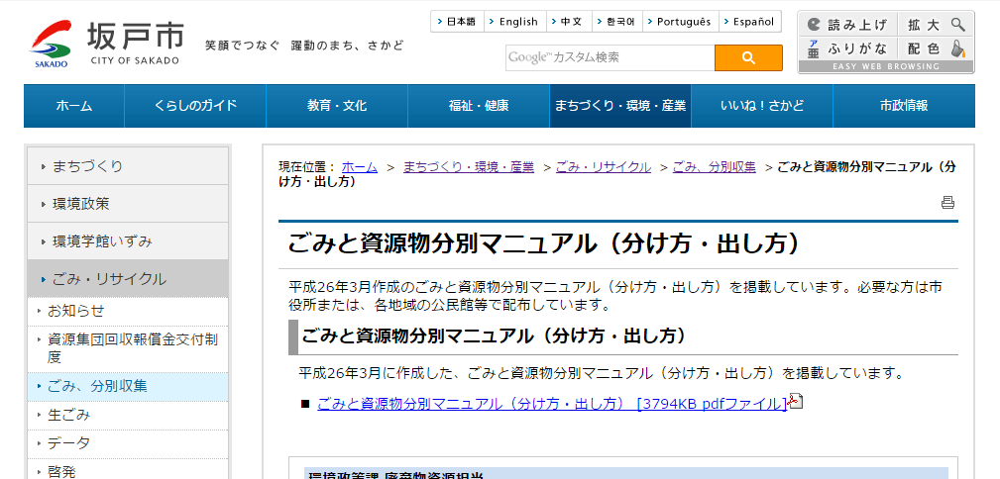 SAKADO
坂戸市
CITY OF SAKADO
笑顔でつなぐ 躍動のまち、さかど
日本語
English
中文
한국어
Português
Español
Google™カスタム検索
読み上げ
拡大
ア亜
ふりがな
配色
EASY WEB BROWSING
ホーム
くらしのガイド
教育・文化
福祉・健康
まちづくり・環境・産業
いいね！さかど
市政情報
まちづくり
環境政策
環境学館いずみ
ごみ・リサイクル
お知らせ
資源集団回収報償金交付制
度
ごみ、分別収集
生ごみ
データ
啓発
現在位置： ホーム > まちづくり・環境・産業 > ごみ・リサイクル > ごみ、分別収集 > ごみと資源物分別マニュアル（分
け方・出し方）
ごみと資源物分別マニュアル（分け方・出し方）
平成26年3月作成のごみと資源物分別マニュアル（分け方・出し方）を掲載しています。必要な方は市
役所または、各地域の公民館等で配布しています。
ごみと資源物分別マニュアル（分け方・出し方）
平成26年3月に作成した、ごみと資源物分別マニュアル（分け方・出し方）を掲載しています。
■ ごみと資源物分別マニュアル（分け方・出し方） [3794KB pdfファイル]
環境政策課 廃棄物資源担当